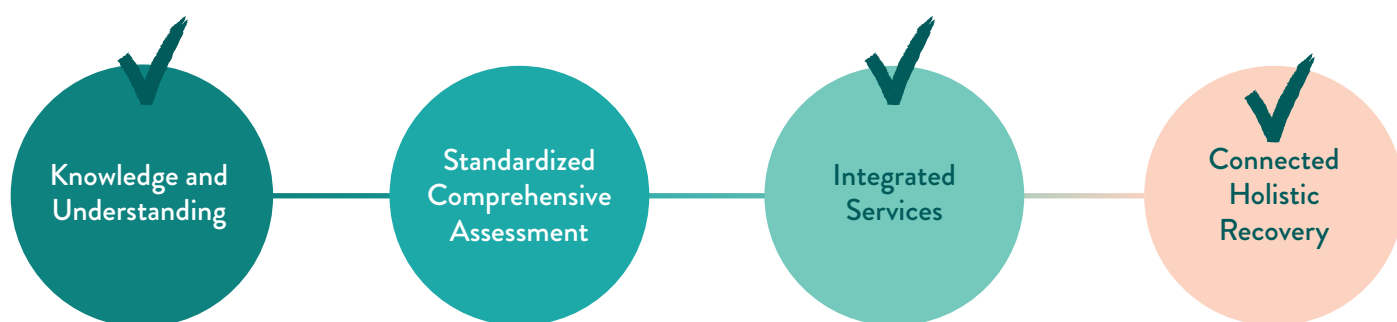 Knowledge and
Understanding
Standardized
Comprehensive
Assessment
Integrated
Services
Connected
Holistic
Recovery